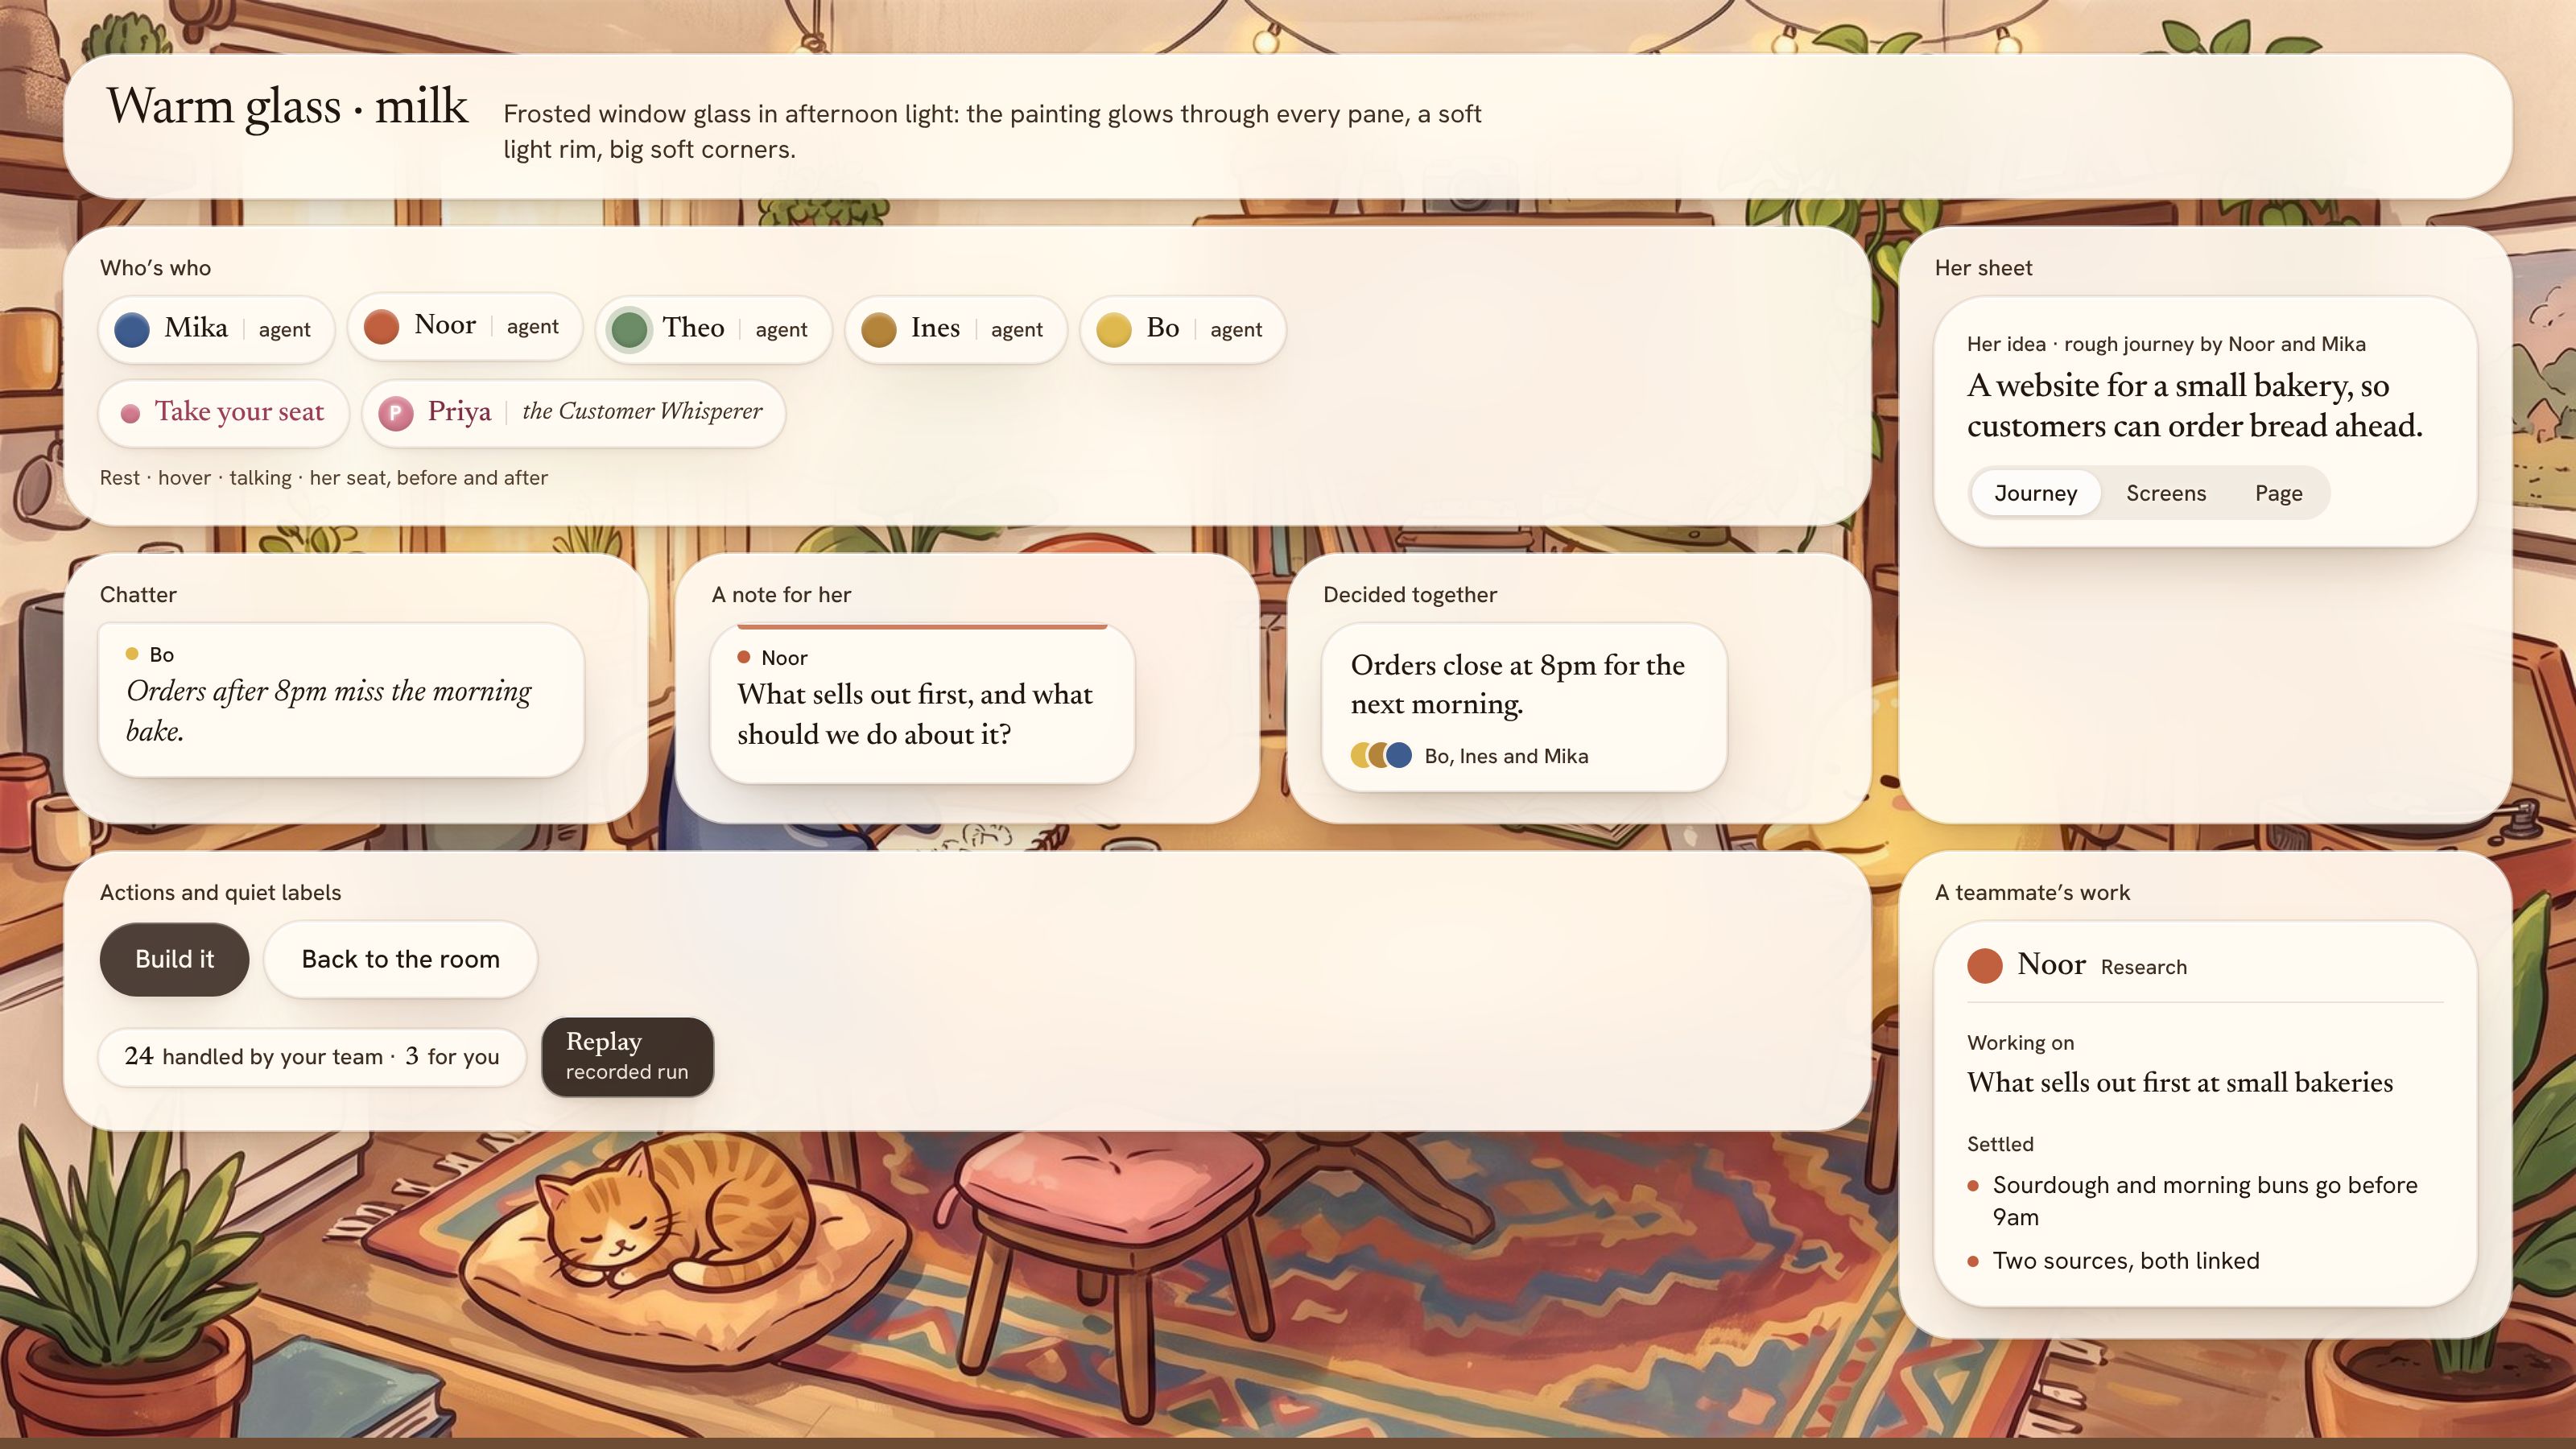 Warm glass · milk
Frosted window glass in afternoon light: the painting glows through every pane, a soft
light rim, big soft corners.
Who’s who
Mika agent
Noor agent
Theo agent
Ines agent
Bo agent
Take your seat
P Priya the Customer Whisperer
Rest · hover · talking · her seat, before and after
Her sheet
Her idea · rough journey by Noor and Mika
A website for a small bakery, so
customers can order bread ahead.
Journey Screens Page
Chatter
Bo
Orders after 8pm miss the morning
bake.
A note for her
Noor
What sells out first, and what
should we do about it?
Decided together
Orders close at 8pm for the
next morning.
Bo, Ines and Mika
Actions and quiet labels
Build it
Back to the room
24 handled by your team · 3 for you
Replay
recorded run
A teammate’s work
Noor Research
Working on
What sells out first at small bakeries
Settled
Sourdough and morning buns go before
9am
Two sources, both linked